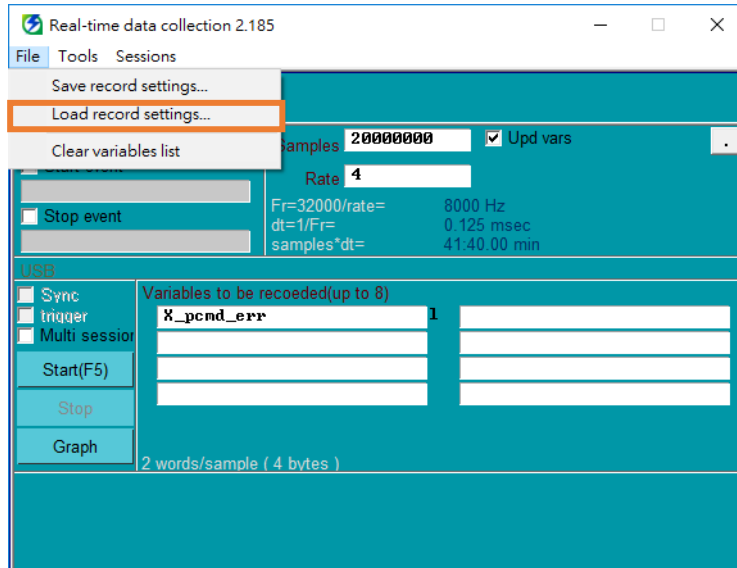 Real-time data collection 2.185
File Tools Sessions
Save record settings...
Load record settings...
Clear variables list
Samples 20000000 Upd vars .
Rate 4
Fr=32000/rate= 8000 Hz
dt=1/Fr= 0.125 msec
samples*dt= 41:40.00 min
Start event
Stop event
USB
Sync
trigger
Multi session
Variables to be recoeded(up to 8)
X_pcmd_err 1
Start(F5)
Stop
Graph
2 words/sample ( 4 bytes )